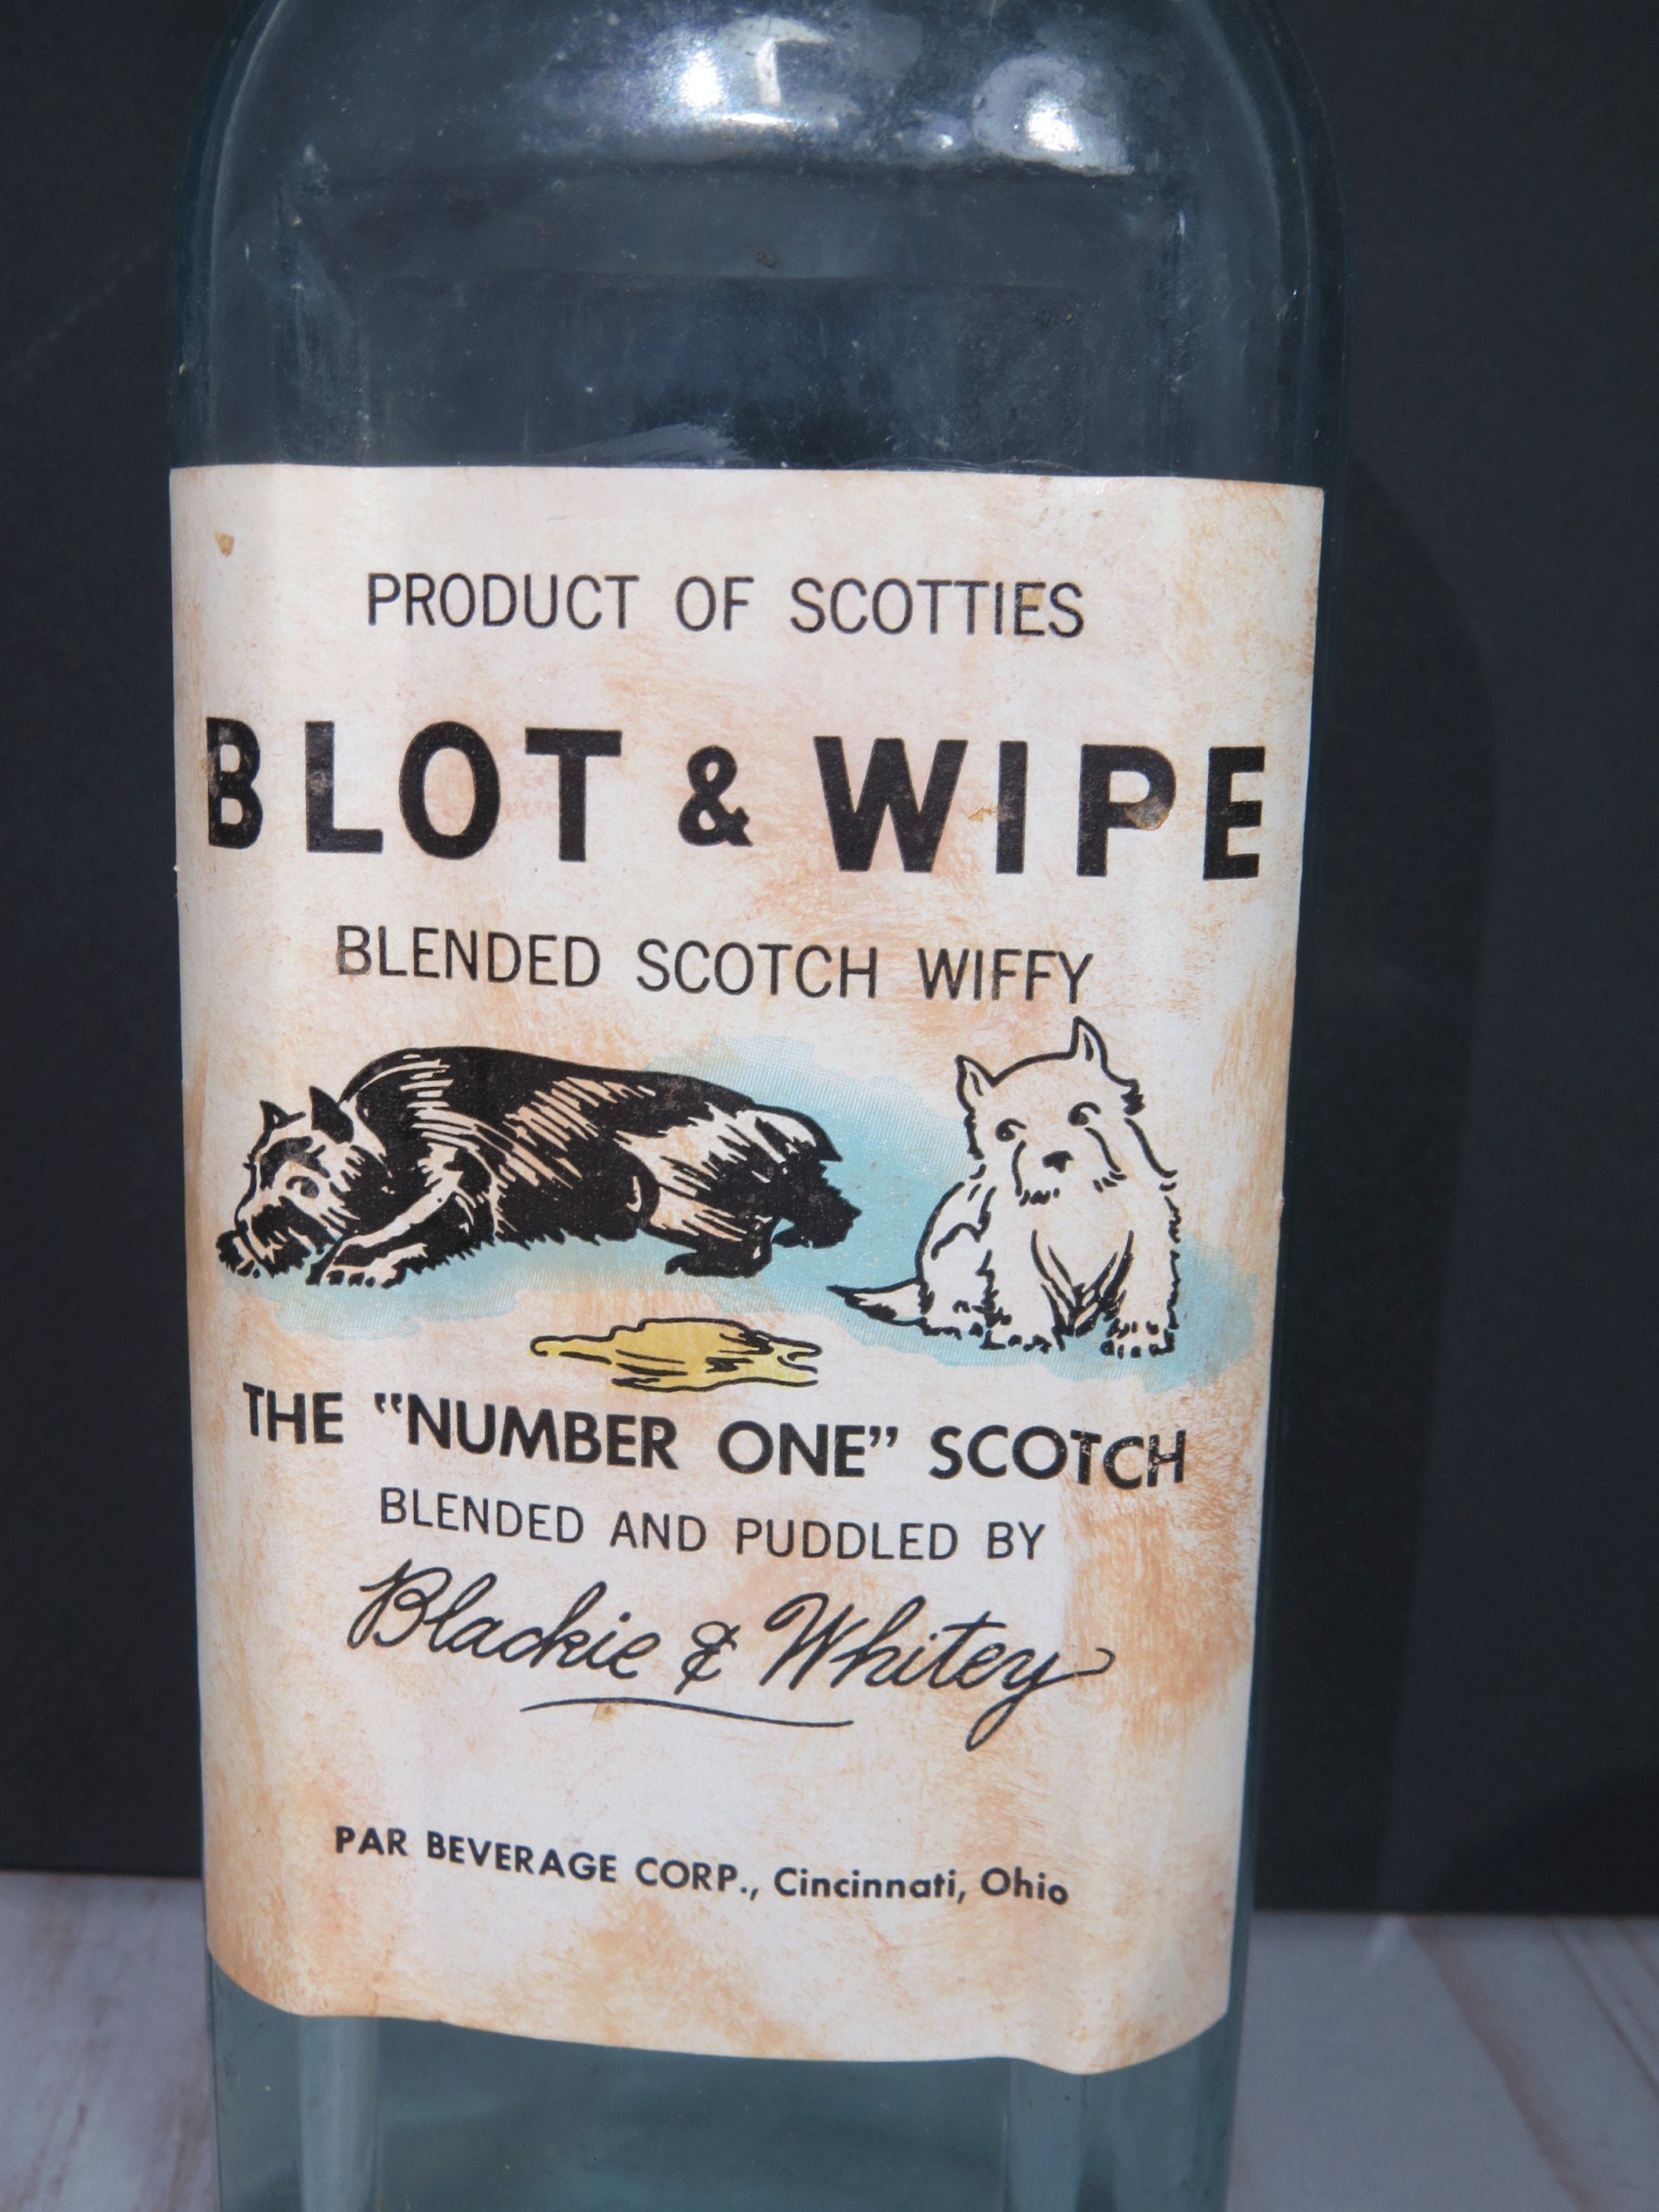 PRODUCT OF SCOTTIES
BLOT & WIPE
BLENDED SCOTCH WIFFY
THE "NUMBER ONE" SCOTCH
BLENDED AND PUDDLED BY
Blackie & Whitey
PAR BEVERAGE CORP., Cincinnati, Ohio